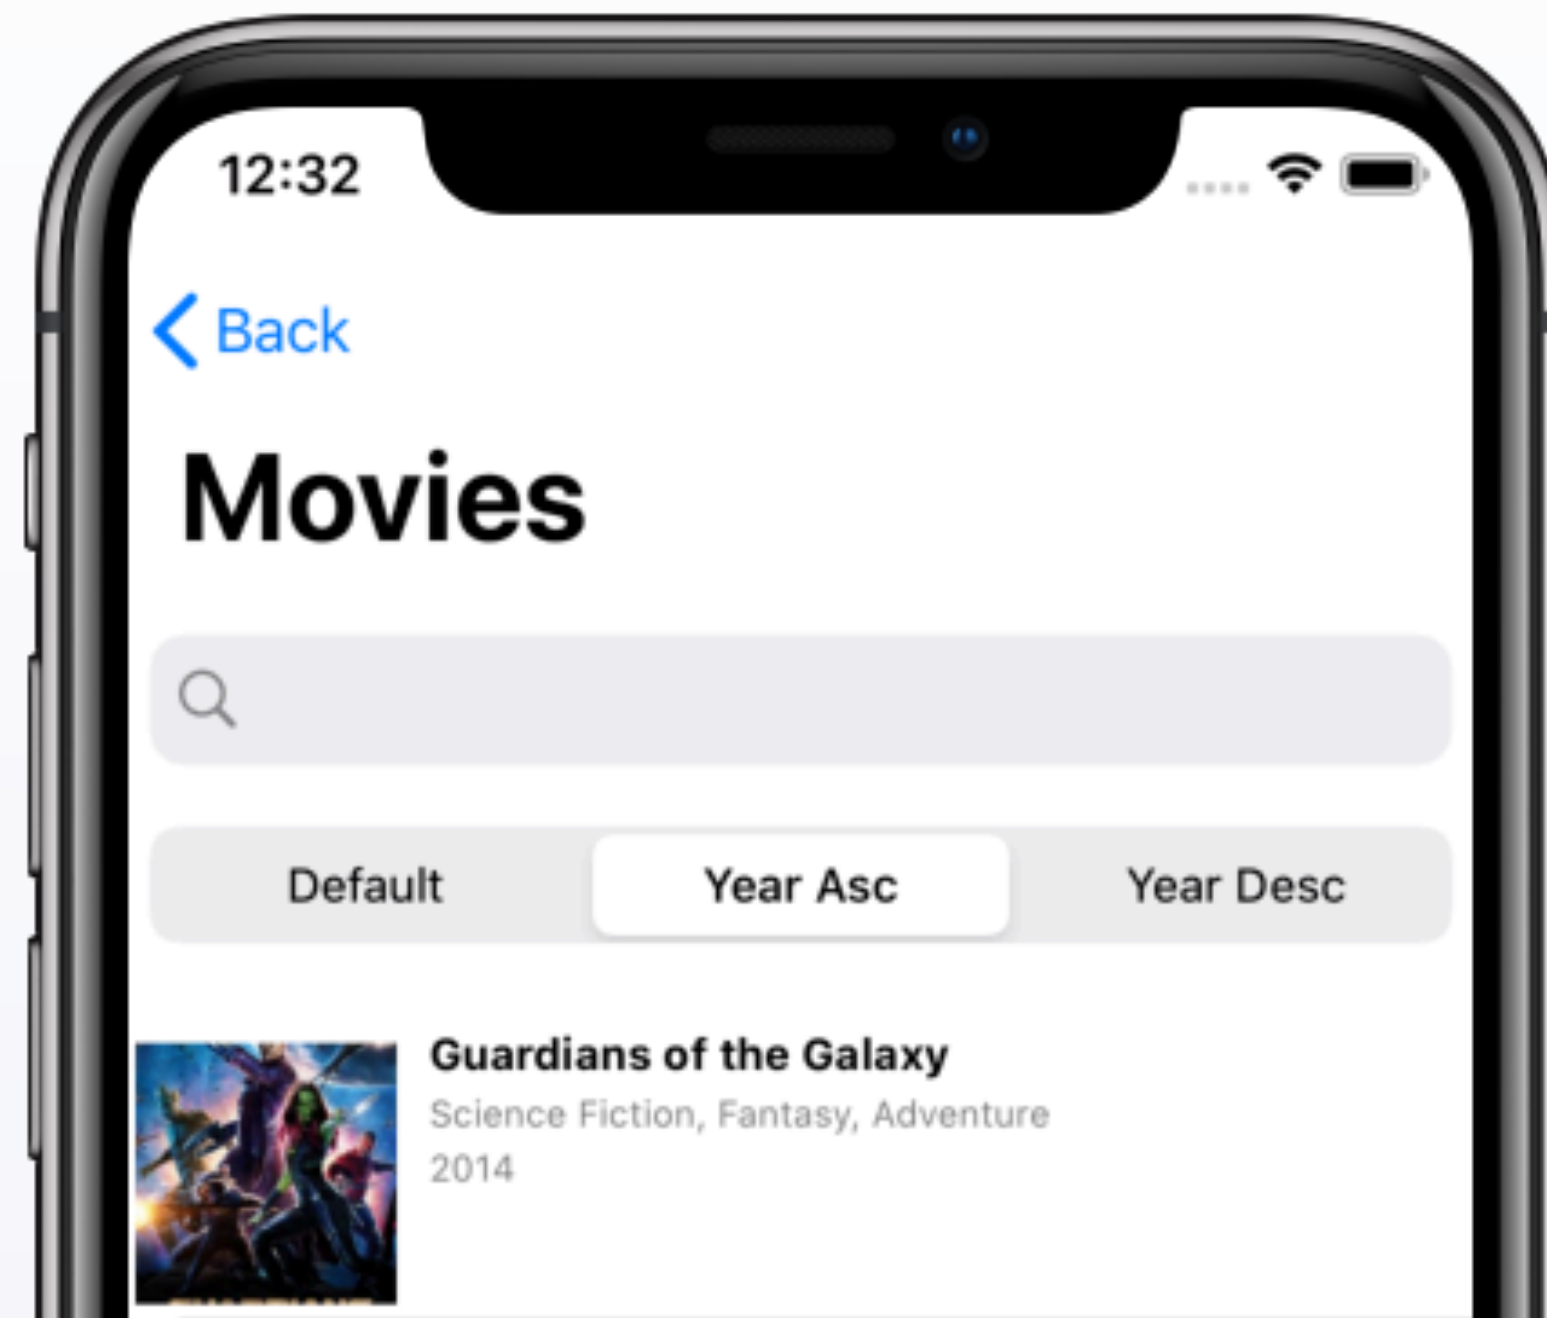 12:32
Back
Movies
Default
Year Asc
Year Desc
Guardians of the Galaxy
Science Fiction, Fantasy, Adventure
2014